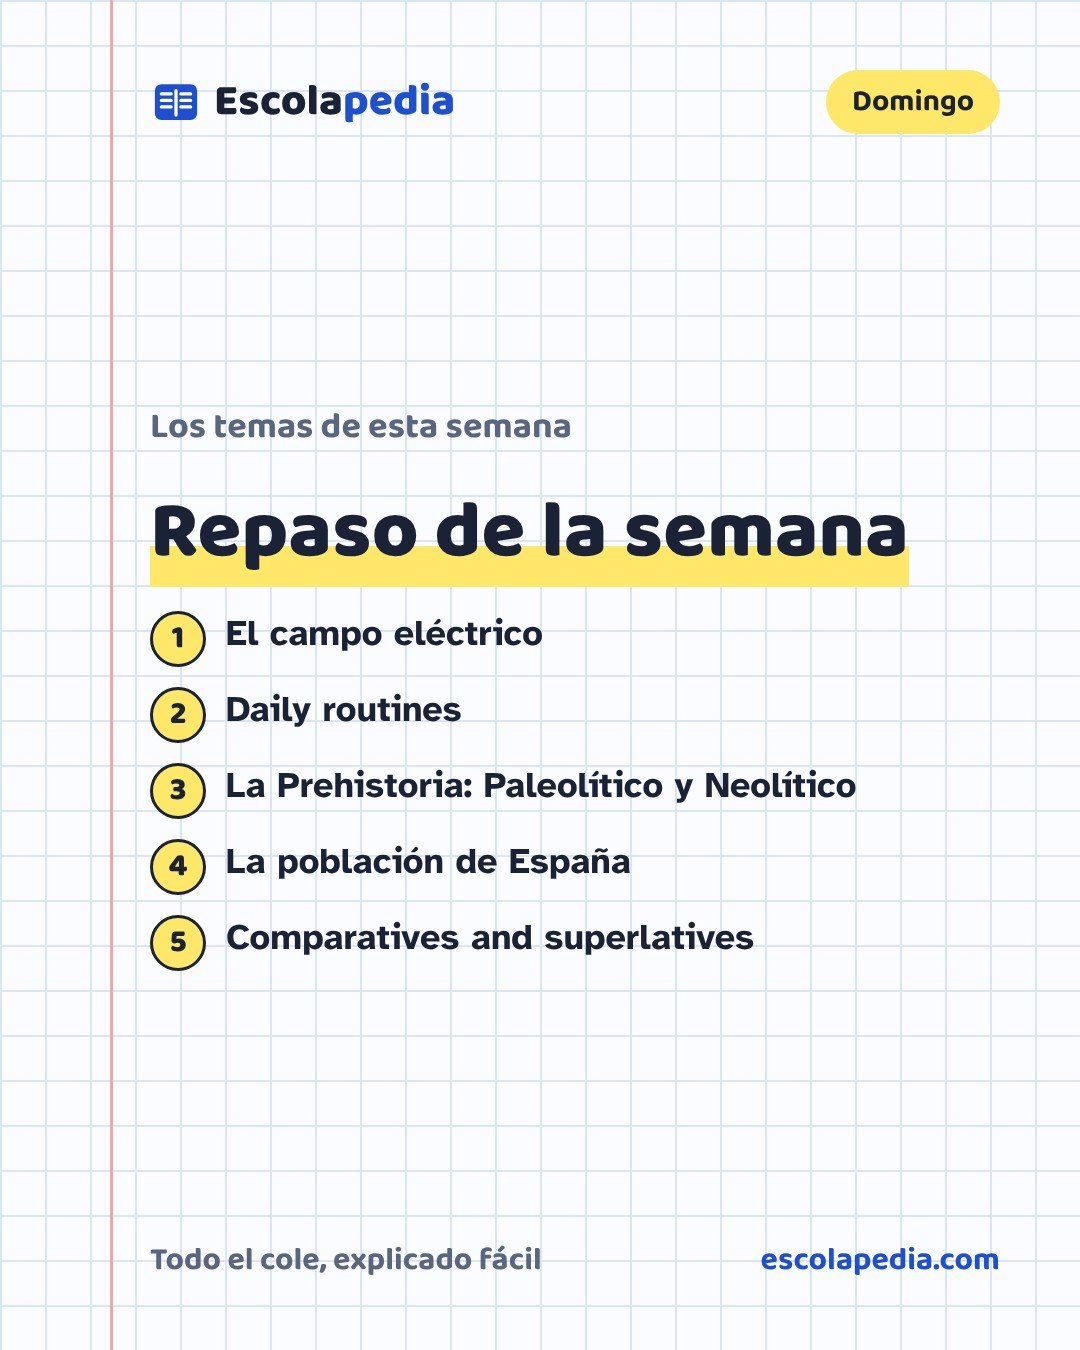 Escolapedia
Domingo
Los temas de esta semana
Repaso de la semana
1 El campo eléctrico
2 Daily routines
3 La Prehistoria: Paleolítico y Neolítico
4 La población de España
5 Comparatives and superlatives
Todo el cole, explicado fácil
escolapedia.com